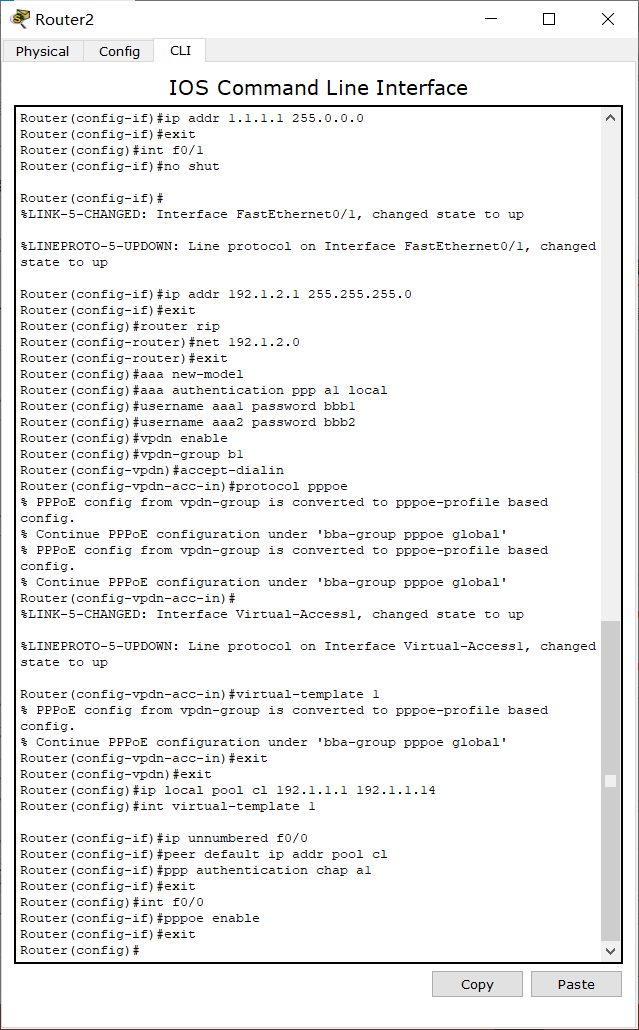 Router2
Physical Config CLI
IOS Command Line Interface
Router(config-if)#ip addr 1.1.1.1 255.0.0.0
Router(config-if)#exit
Router(config)#int f0/1
Router(config-if)#no shut
Router(config-if)#
%LINK-5-CHANGED: Interface FastEthernet0/1, changed state to up
%LINEPROTO-5-UPDOWN: Line protocol on Interface FastEthernet0/1, changed
state to up
Router(config-if)#ip addr 192.1.2.1 255.255.255.0
Router(config-if)#exit
Router(config)#router rip
Router(config-router)#net 192.1.2.0
Router(config-router)#exit
Router(config)#aaa new-model
Router(config)#aaa authentication ppp a1 local
Router(config)#username aaa1 password bbb1
Router(config)#username aaa2 password bbb2
Router(config)#vpdn enable
Router(config)#vpdn-group b1
Router(config-vpdn)#accept-dialin
Router(config-vpdn-acc-in)#protocol pppoe
% PPPoE config from vpdn-group is converted to pppoe-profile based
config.
% Continue PPPoE configuration under 'bba-group pppoe global'
% PPPoE config from vpdn-group is converted to pppoe-profile based
config.
% Continue PPPoE configuration under 'bba-group pppoe global'
Router(config-vpdn-acc-in)#
%LINK-5-CHANGED: Interface Virtual-Access1, changed state to up
%LINEPROTO-5-UPDOWN: Line protocol on Interface Virtual-Access1, changed
state to up
Router(config-vpdn-acc-in)#virtual-template 1
% PPPoE config from vpdn-group is converted to pppoe-profile based
config.
% Continue PPPoE configuration under 'bba-group pppoe global'
Router(config-vpdn-acc-in)#exit
Router(config-vpdn)#exit
Router(config)#ip local pool c1 192.1.1.1 192.1.1.14
Router(config)#int virtual-template 1
Router(config-if)#ip unnumbered f0/0
Router(config-if)#peer default ip addr pool c1
Router(config-if)#ppp authentication chap a1
Router(config-if)#exit
Router(config)#int f0/0
Router(config-if)#pppoe enable
Router(config-if)#exit
Router(config)#
Copy Paste